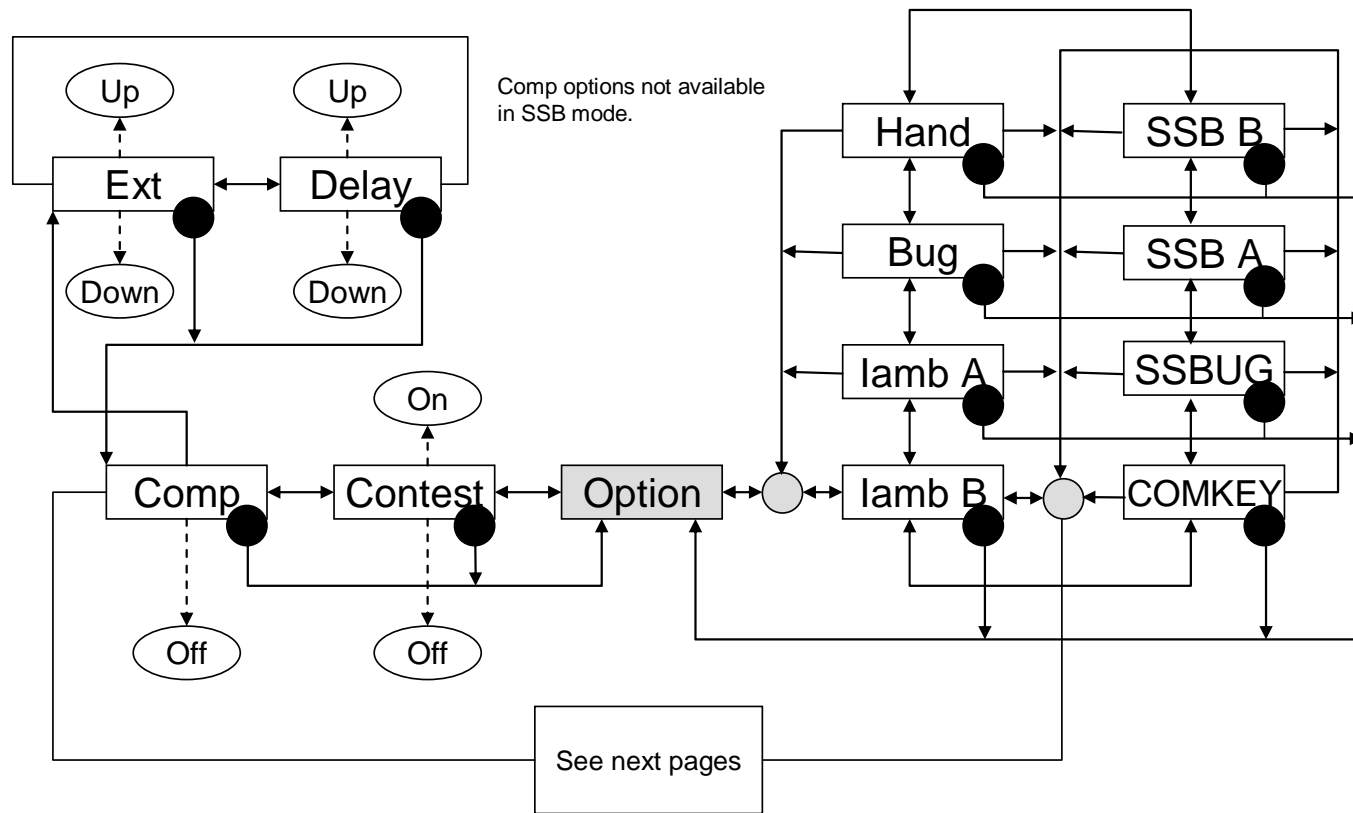 Up
Up
Comp options not available
in SSB mode.
Hand
SSB B
Ext
Delay
Bug
SSB A
Down
Down
Iamb A
SSBUG
On
Comp
Contest
Option
Iamb B
COMKEY
Off
Off
See next pages